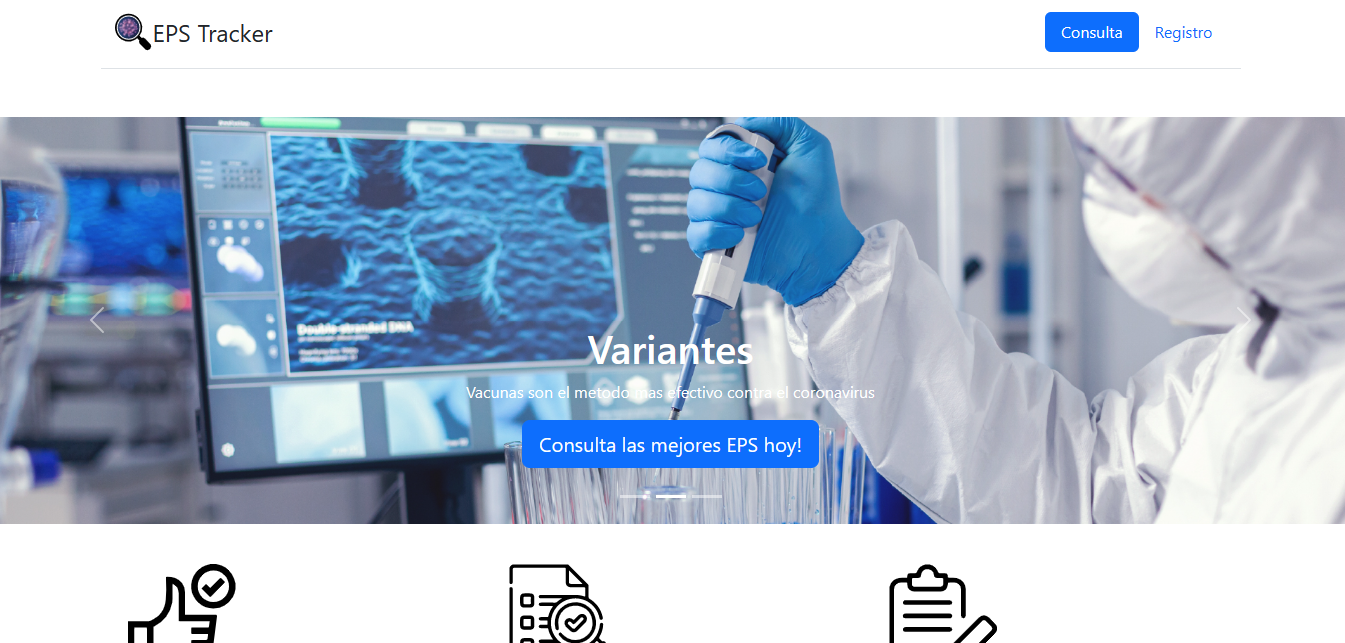 EPS Tracker
Consulta
Registro
Double-stranded DNA
Variantes
Vacunas son el metodo mas efectivo contra el coronavirus
Consulta las mejores EPS hoy!